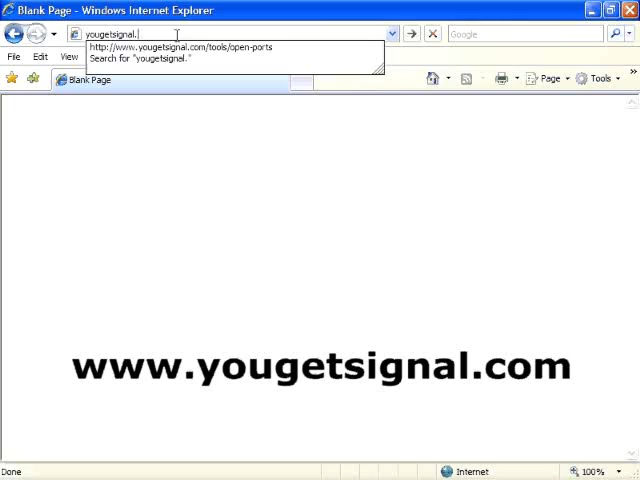 Blank Page - Windows Internet Explorer
yougetsignal.
Google
http://www.yougetsignal.com/tools/open-ports
Search for "yougetsignal."
File Edit View
Blank Page
Page Tools
www.yougetsignal.com
Done Internet 100%